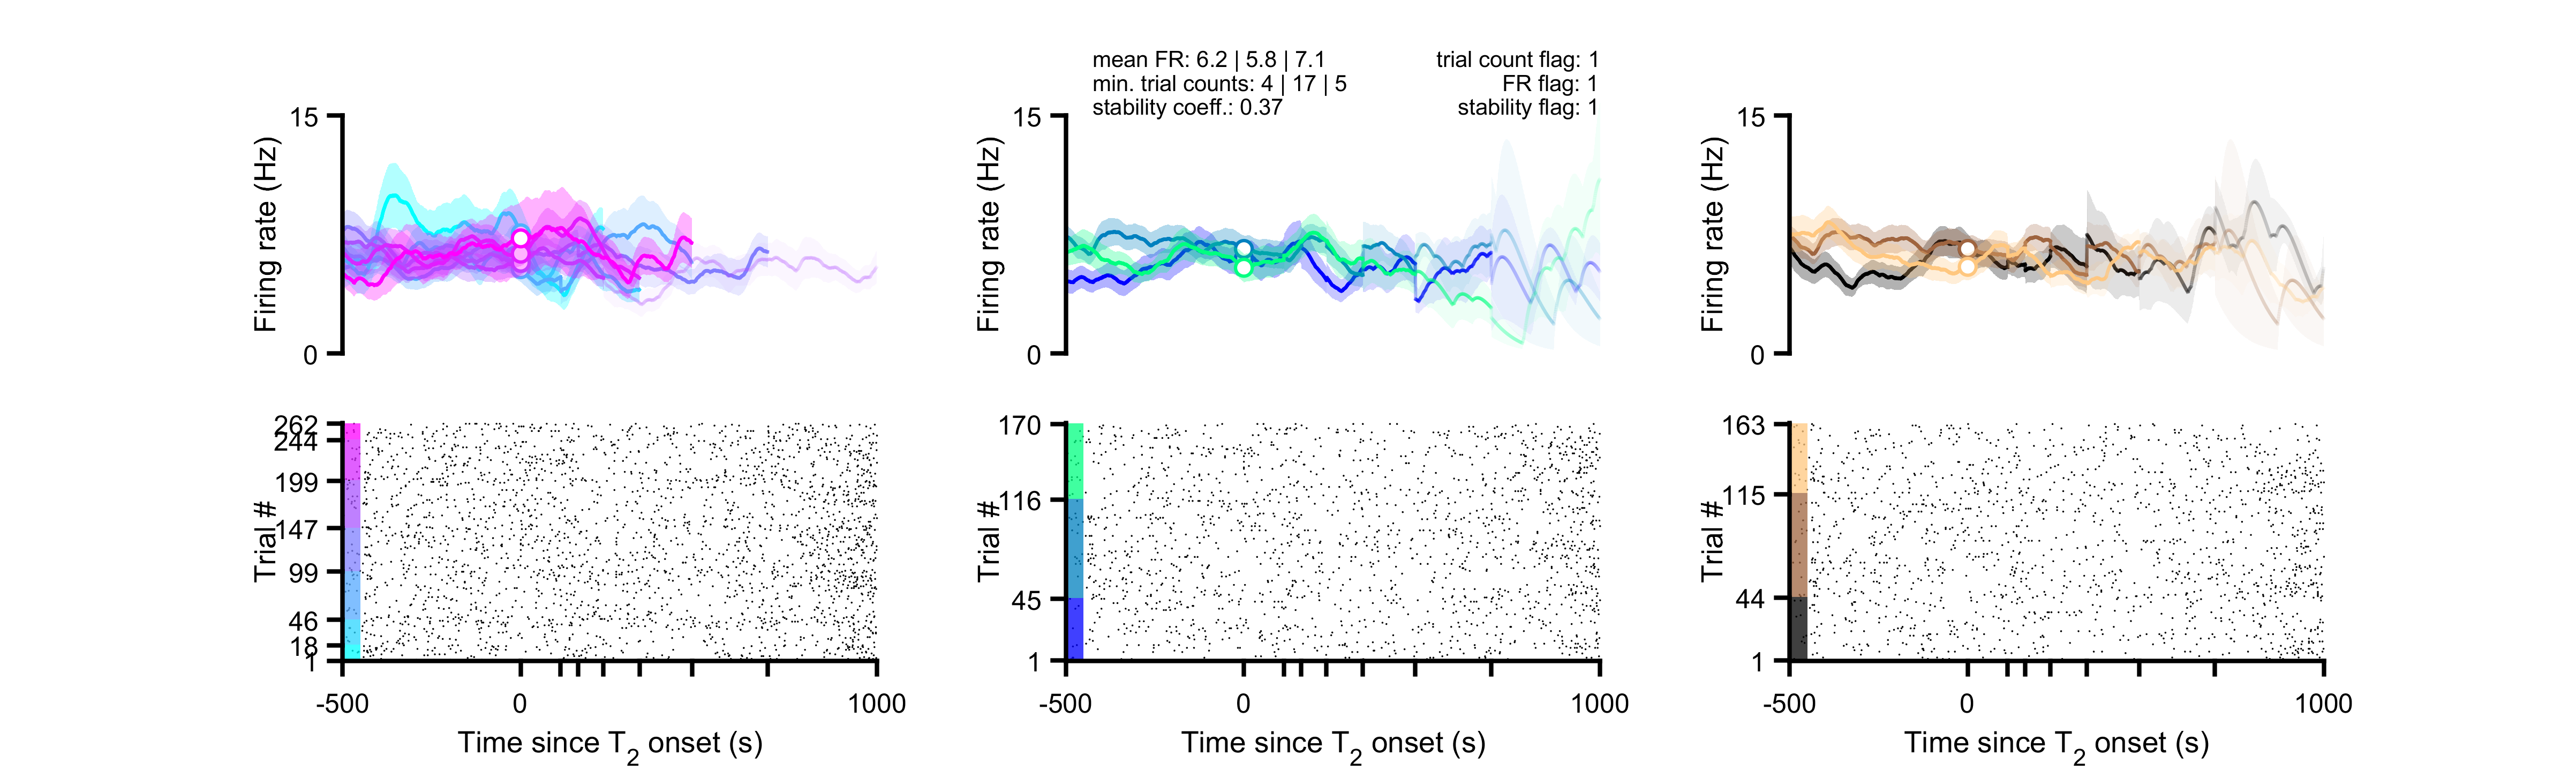 mean FR: 6.2 | 5.8 | 7.1
min. trial counts: 4 | 17 | 5
stability coeff.: 0.37
trial count flag: 1
FR flag: 1
stability flag: 1
15
Firing rate (Hz)
0
15
Firing rate (Hz)
0
15
Firing rate (Hz)
0
262
244
199
147
99
46
18
1
Trial #
-500
0
1000
Time since T2 onset (s)
170
116
45
1
Trial #
-500
0
1000
Time since T2 onset (s)
163
115
44
1
Trial #
-500
0
1000
Time since T2 onset (s)